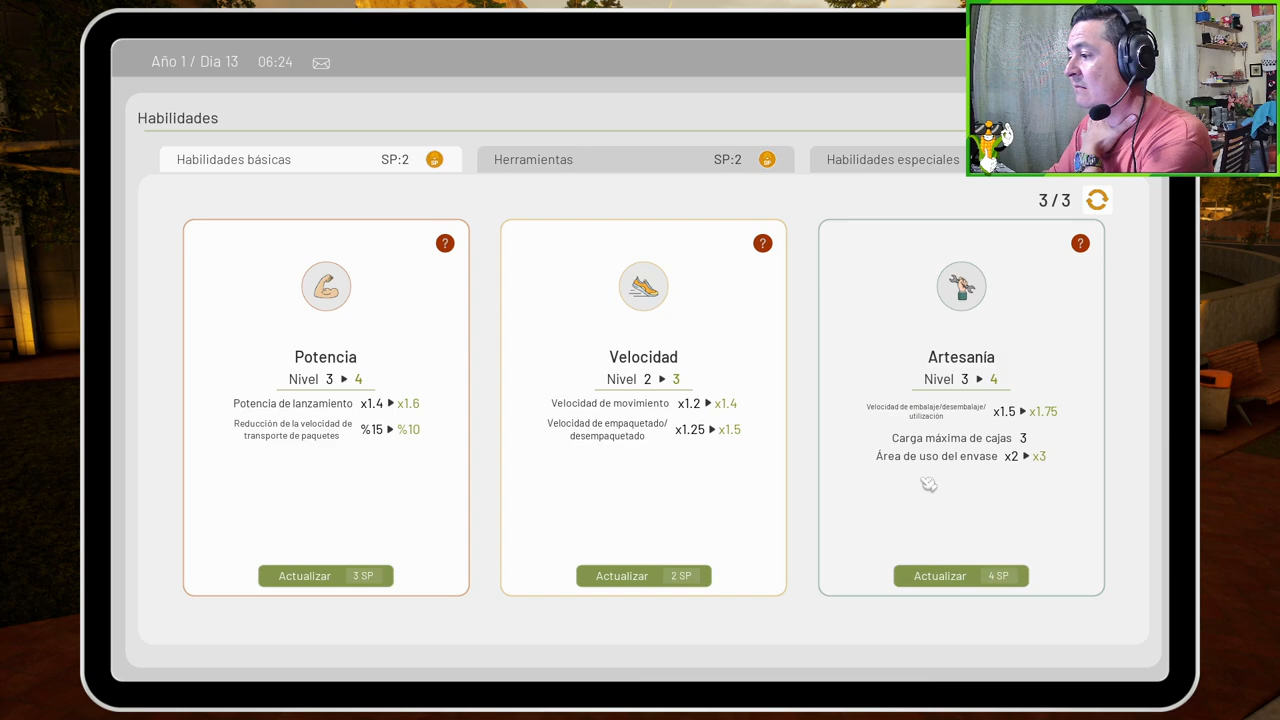 Año 1 / Dia 13 06:24
Habilidades
Habilidades básicas SP:2 SP
Herramientas SP:2 SP
Habilidades especiales
3 / 3
?
Potencia
Nivel 3 4
Potencia de lanzamiento x1.4 x1.6
Reducción de la velocidad de
transporte de paquetes %15 %10
Actualizar 3 SP
?
Velocidad
Nivel 2 3
Velocidad de movimiento x1.2 x1.4
Velocidad de empaquetado/
desempaquetado x1.25 x1.5
Actualizar 2 SP
?
Artesanía
Nivel 3 4
Velocidad de embalaje/desembalaje/
utilización x1.5 x1.75
Carga máxima de cajas 3
Área de uso del envase x2 x3
Actualizar 4 SP